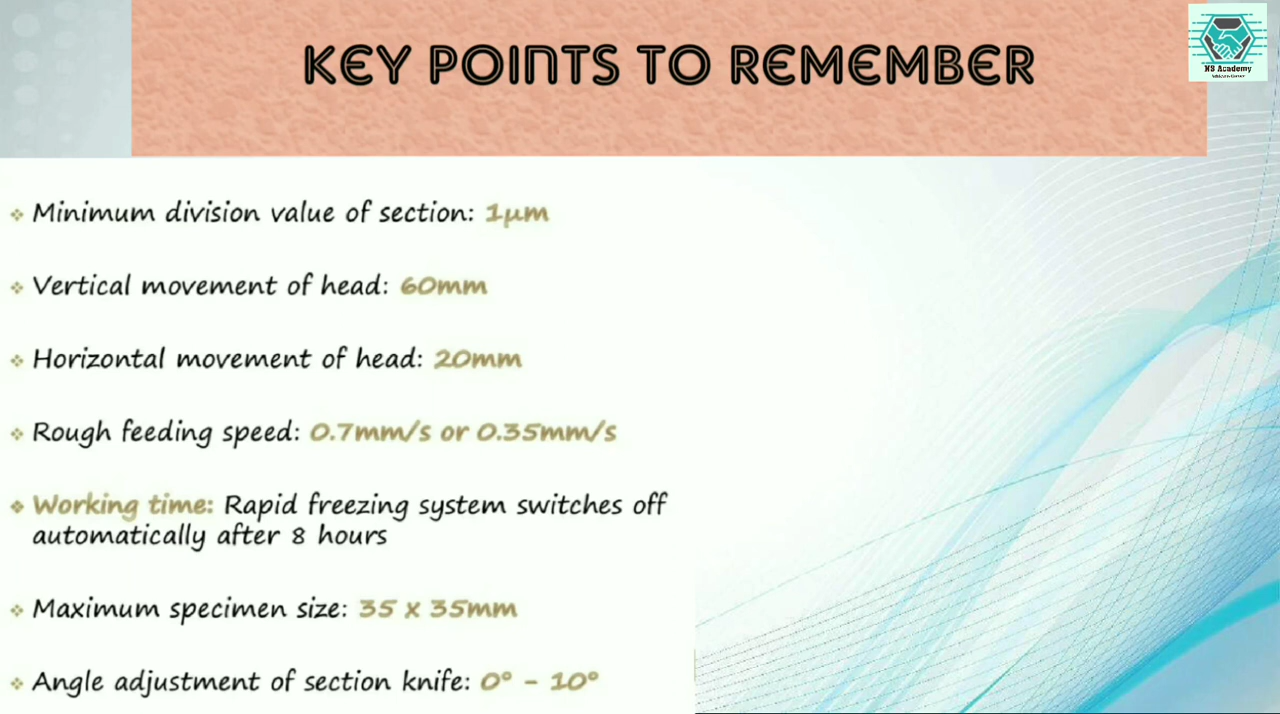 KEY POINTS TO REMEMBER
NS Academy
Minimum division value of section: 1µm
Vertical movement of head: 60mm
Horizontal movement of head: 20mm
Rough feeding speed: 0.7mm/s or 0.35mm/s
Working time: Rapid freezing system switches off
automatically after 8 hours
Maximum specimen size: 35 x 35mm
Angle adjustment of section knife: 0° - 10°